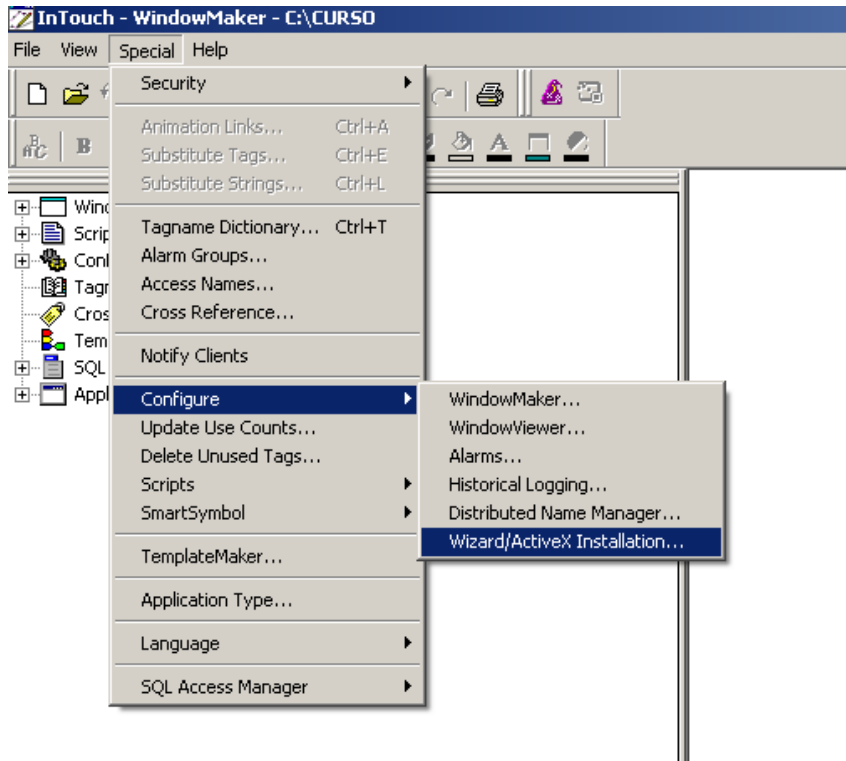 InTouch - WindowMaker - C:\CURSO
File View Special Help
Security
Animation Links... Ctrl+A
Substitute Tags... Ctrl+E
Substitute Strings... Ctrl+L
Tagname Dictionary... Ctrl+T
Alarm Groups...
Access Names...
Cross Reference...
Notify Clients
Configure
WindowMaker...
WindowViewer...
Alarms...
Historical Logging...
Distributed Name Manager...
Wizard/ActiveX Installation...
Update Use Counts...
Delete Unused Tags...
Scripts
SmartSymbol
TemplateMaker...
Application Type...
Language
SQL Access Manager
B
A
Wind
Scrip
Conf
Tagn
Cros
Tem
SQL
Appl